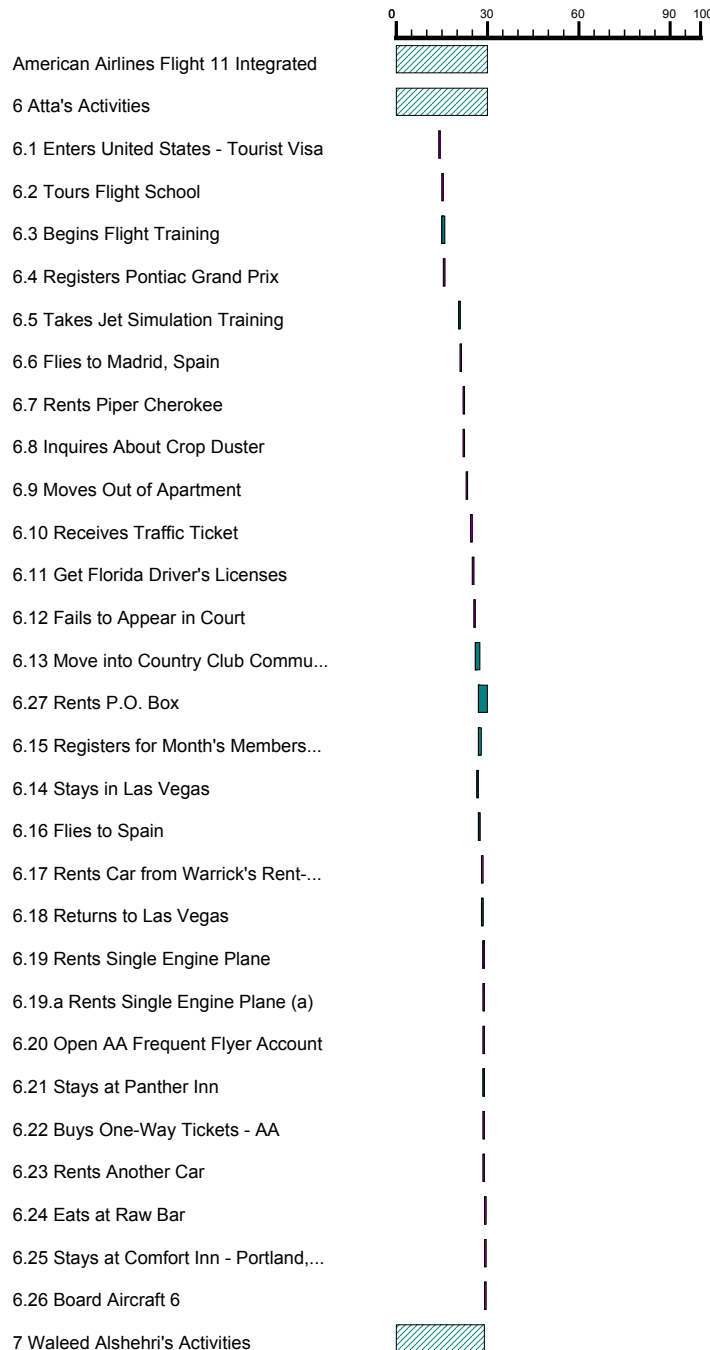 0 30 60 90 100
American Airlines Flight 11 Integrated
6 Atta's Activities
6.1 Enters United States - Tourist Visa
6.2 Tours Flight School
6.3 Begins Flight Training
6.4 Registers Pontiac Grand Prix
6.5 Takes Jet Simulation Training
6.6 Flies to Madrid, Spain
6.7 Rents Piper Cherokee
6.8 Inquires About Crop Duster
6.9 Moves Out of Apartment
6.10 Receives Traffic Ticket
6.11 Get Florida Driver's Licenses
6.12 Fails to Appear in Court
6.13 Move into Country Club Commu...
6.27 Rents P.O. Box
6.15 Registers for Month's Members...
6.14 Stays in Las Vegas
6.16 Flies to Spain
6.17 Rents Car from Warrick's Rent-...
6.18 Returns to Las Vegas
6.19 Rents Single Engine Plane
6.19.a Rents Single Engine Plane (a)
6.20 Open AA Frequent Flyer Account
6.21 Stays at Panther Inn
6.22 Buys One-Way Tickets - AA
6.23 Rents Another Car
6.24 Eats at Raw Bar
6.25 Stays at Comfort Inn - Portland,...
6.26 Board Aircraft 6
7 Waleed Alshehri's Activities